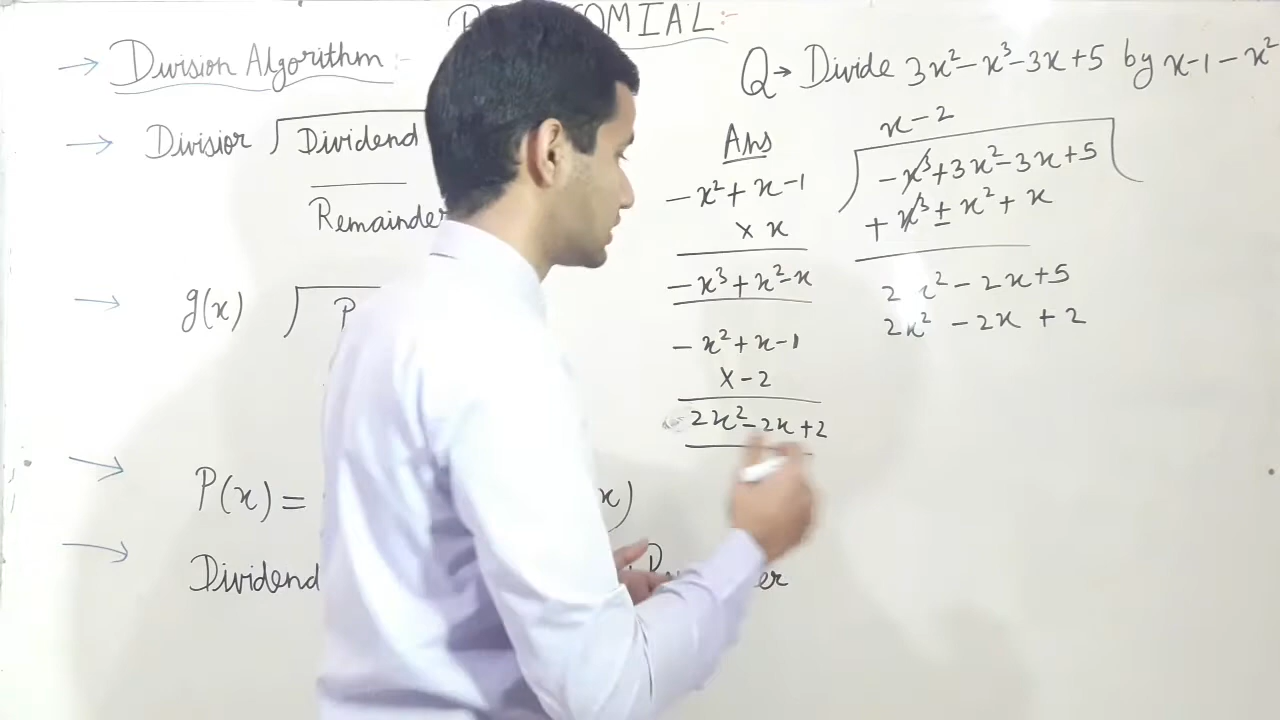 OMIAL:-
→ Division Algorithm :-
→ Divisior ) Dividend
Remainder
→ g(x) ) P
→ P(x) = x)
→ Dividend er
Q→ Divide 3x²-x³-3x+5 by x-1-x²
Ans
-x²+x-1
× x
-x³+x²-x
-x²+x-1
×-2
2x²-2x+2
x-2
-x³+3x²-3x+5
+x³±x²+x
2x²-2x+5
2x²-2x+2